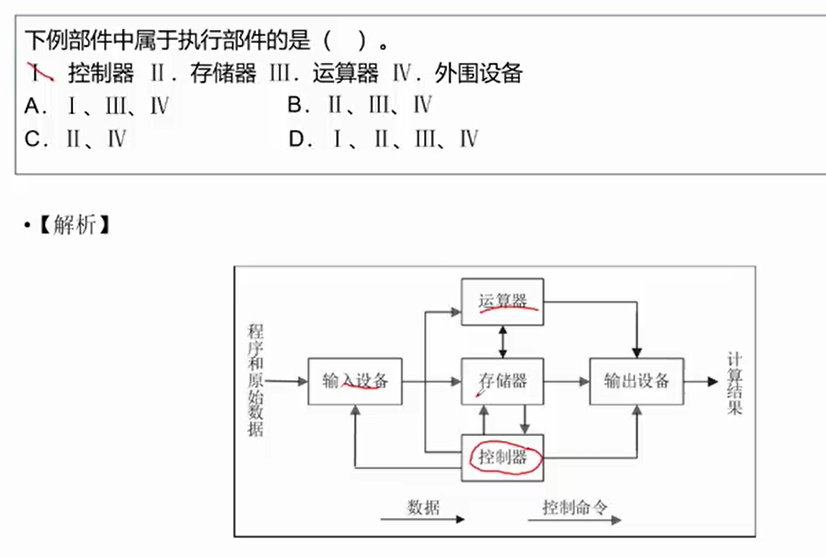 下例部件中属于执行部件的是（ ）。
Ⅰ、控制器 Ⅱ．存储器 Ⅲ．运算器 Ⅳ．外围设备
A．Ⅰ、Ⅲ、Ⅳ B．Ⅱ、Ⅲ、Ⅳ
C．Ⅱ、Ⅳ D．Ⅰ、Ⅱ、Ⅲ、Ⅳ
•【解析】
运算器
程序和原始数据
输入设备
存储器
输出设备
计算结果
控制器
数据
控制命令